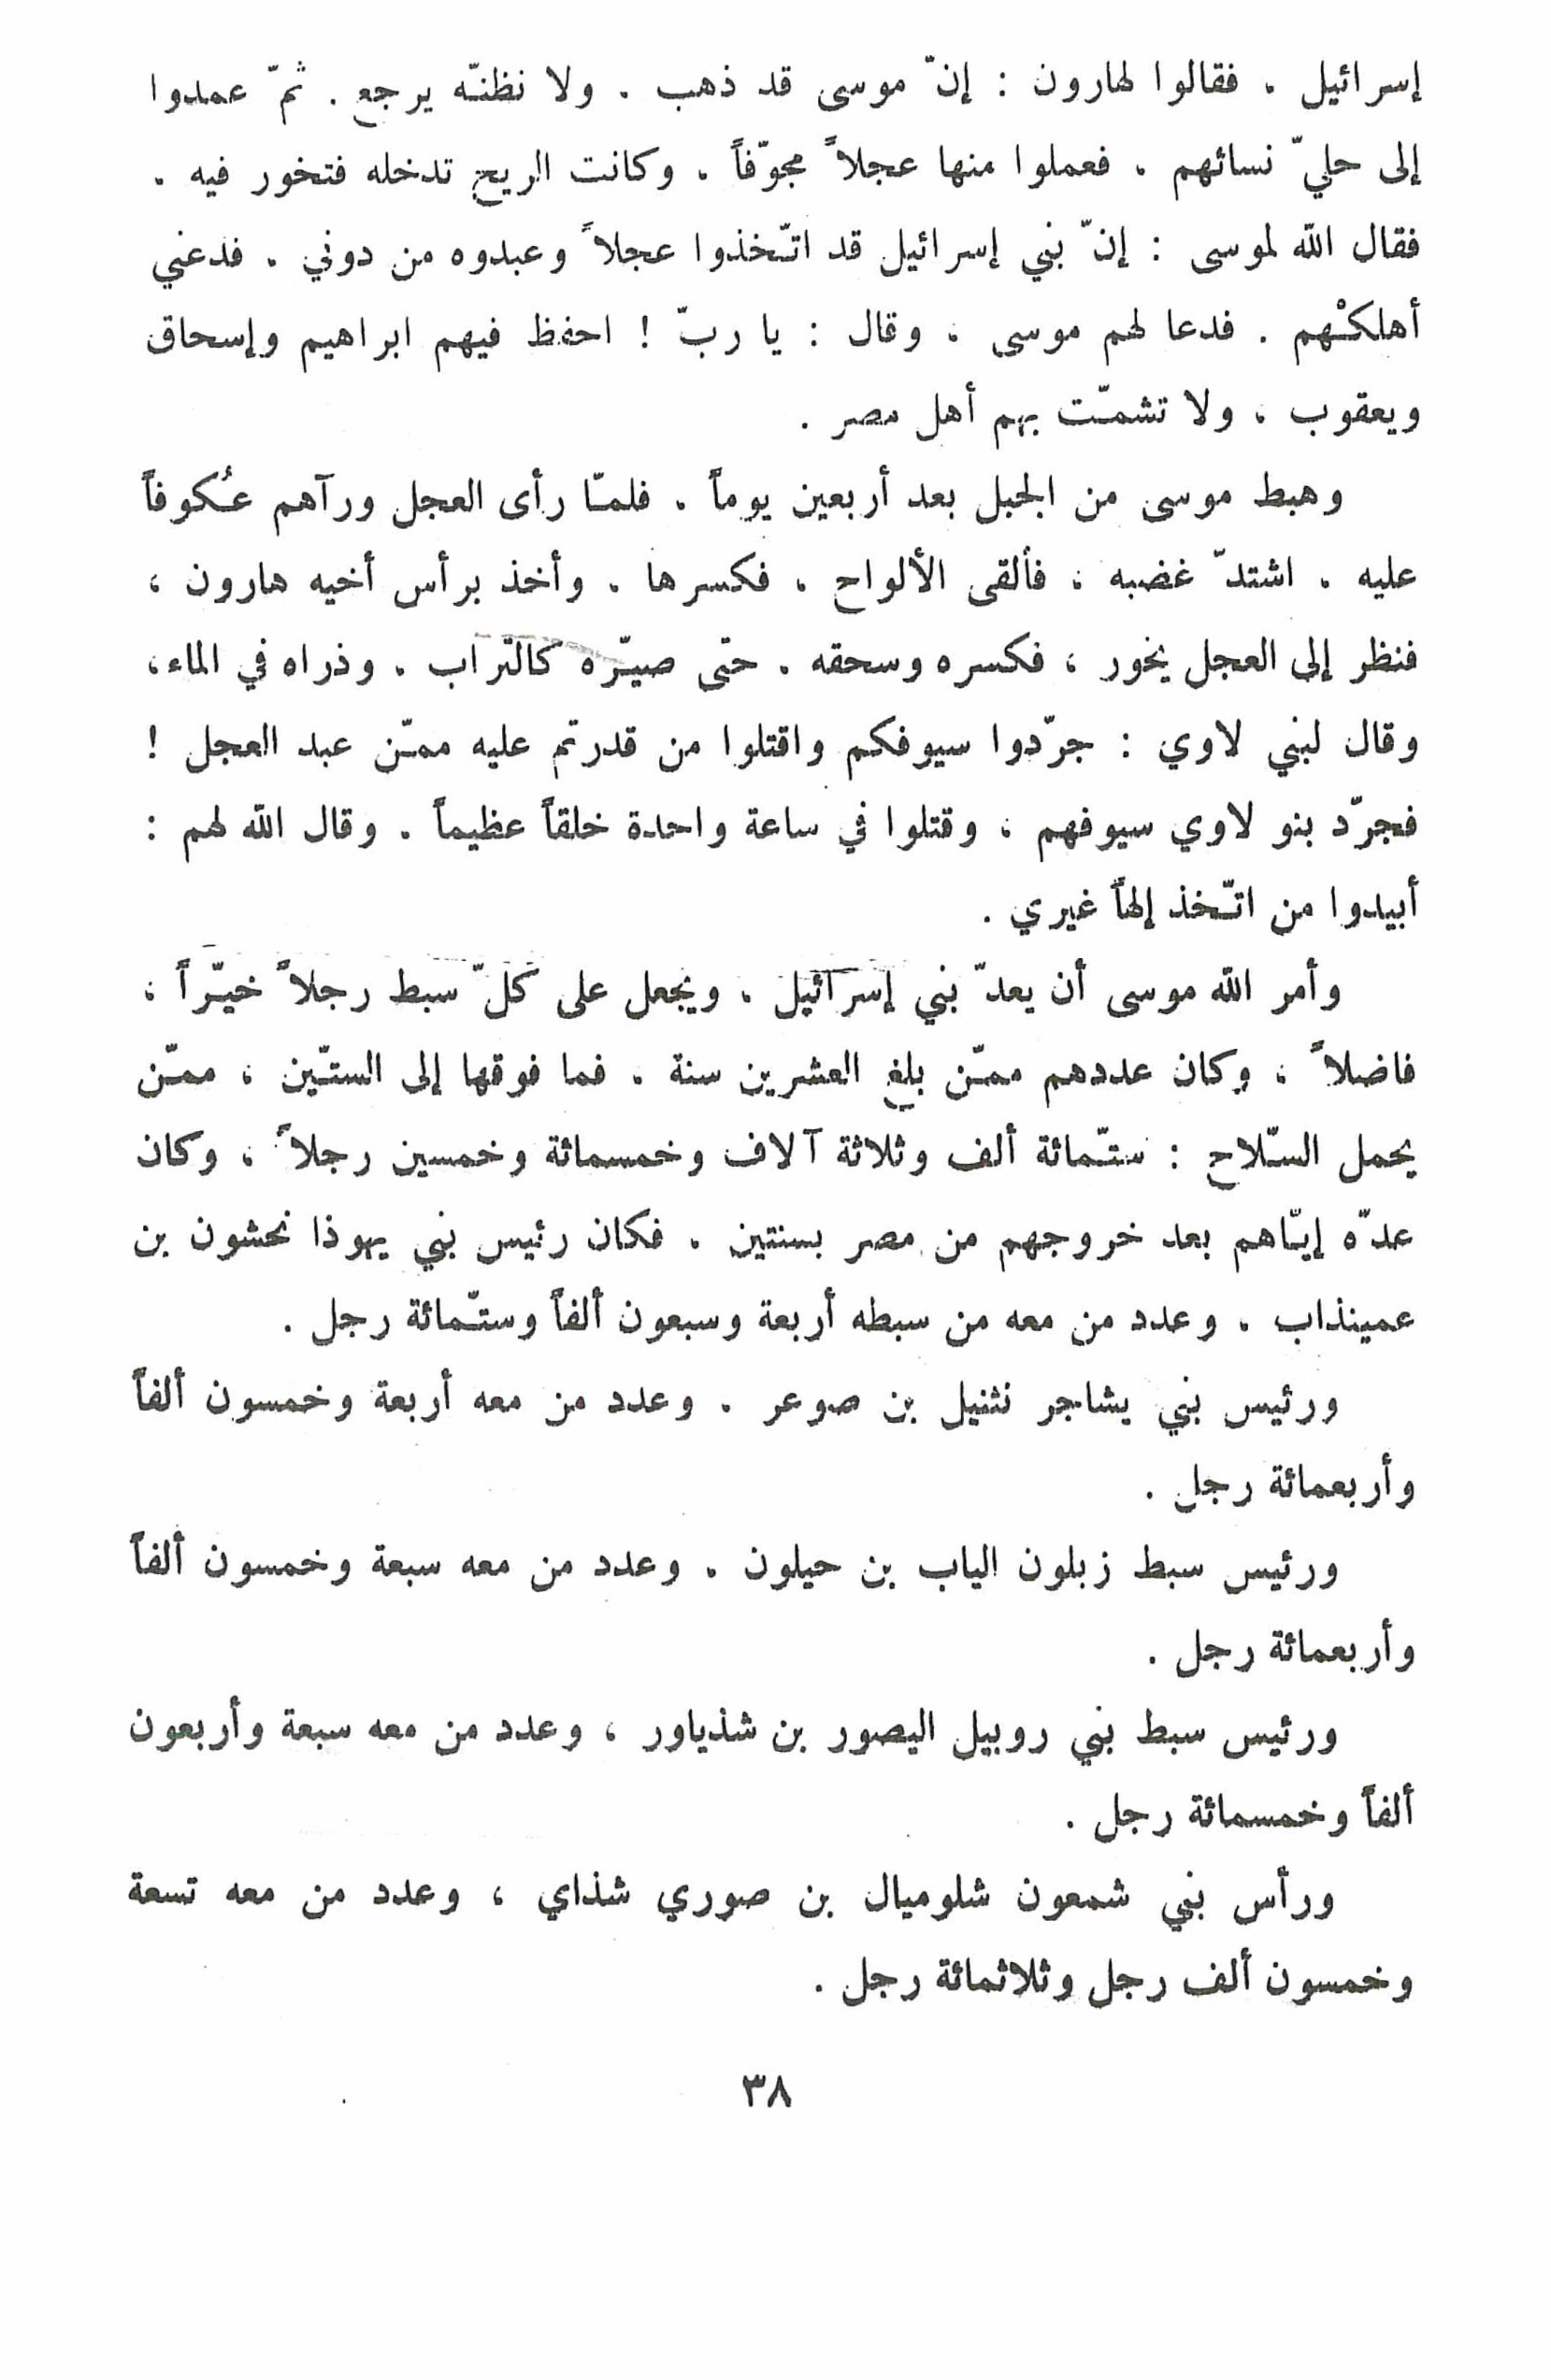 إسرائيل ، فقالوا لهارون : إنّ موسى قد ذهب ، ولا نظنّه يرجع . ثمّ عمدوا
إلى حليّ نسائهم ، فعملوا منها عجلاً مجوّفاً ، وكانت الريح تدخله فتخور فيه .
فقال الله لموسى : إنّ بني إسرائيل قد اتّخذوا عجلاً وعبدوه من دوني ، فدعني
أهلكْهم . فدعا لهم موسى ، وقال : يا ربّ ! احفظ فيهم ابراهيم وإسحاق
ويعقوب ، ولا تشمّت بهم أهل مصر .
وهبط موسى من الجبل بعد أربعين يوماً ، فلمّا رأى العجل ورآهم عُكوفاً
عليه ، اشتدّ غضبه ، فألقى الألواح ، فكسرها ، وأخذ برأس أخيه هارون ،
فنظر إلى العجل يخور ، فكسره وسحقه ، حتى صيّره كالتراب ، وذراه في الماء ،
وقال لبني لاوي : جرّدوا سيوفكم واقتلوا من قدرتم عليه ممّن عبد العجل !
فجرّد بنو لاوي سيوفهم ، وقتلوا في ساعة واحدة خلقاً عظيماً . وقال الله لهم :
أبيدوا من اتّخذ إلهاً غيري .
وأمر الله موسى أن يعدّ بني إسرائيل ، ويجعل على كلّ سبط رجلاً خيّراً ،
فاضلاً ، وكان عددهم ممّن بلغ العشرين سنة ، فما فوقها إلى الستّين ، ممّن
يحمل السّلاح : ستّمائة ألف وثلاثة آلاف وخمسمائة وخمسين رجلاً ، وكان
عدّه إيّاهم بعد خروجهم من مصر بسنتين . فكان رئيس بني يهوذا نحشون بن
عمينذاب ، وعدد من معه من سبطه أربعة وسبعون ألفاً وستّمائة رجل .
ورئيس بني يشاجر نثنيل بن صوعر ، وعدد من معه أربعة وخمسون ألفاً
وأربعمائة رجل .
ورئيس سبط زبلون الياب بن حيلون ، وعدد من معه سبعة وخمسون ألفاً
وأربعمائة رجل .
ورئيس سبط بني روبيل اليصور بن شذياور ، وعدد من معه سبعة وأربعون
ألفاً وخمسمائة رجل .
ورأس بني شمعون شلوميال بن صوري شذاي ، وعدد من معه تسعة
وخمسون ألف رجل وثلاثمائة رجل .
٣٨